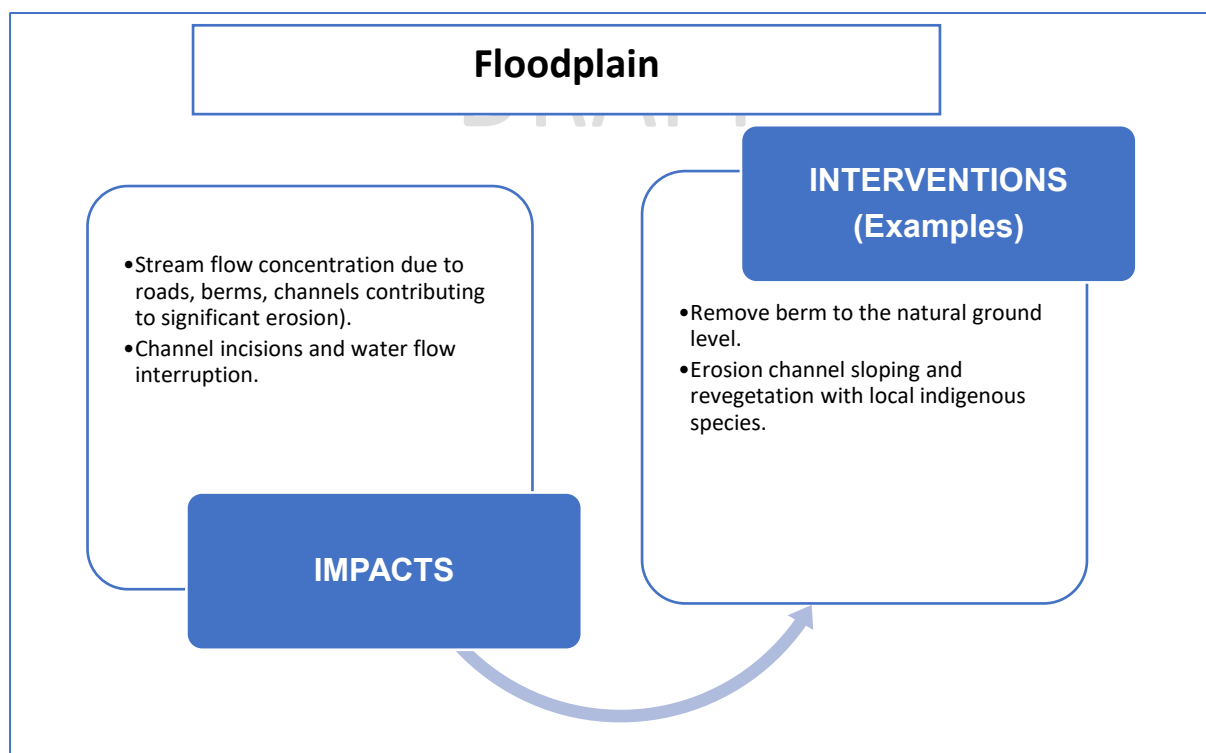 Floodplain
DRAFT
•Stream flow concentration due to
roads, berms, channels contributing
to significant erosion).
•Channel incisions and water flow
interruption.
IMPACTS
INTERVENTIONS
(Examples)
•Remove berm to the natural ground
level.
•Erosion channel sloping and
revegetation with local indigenous
species.